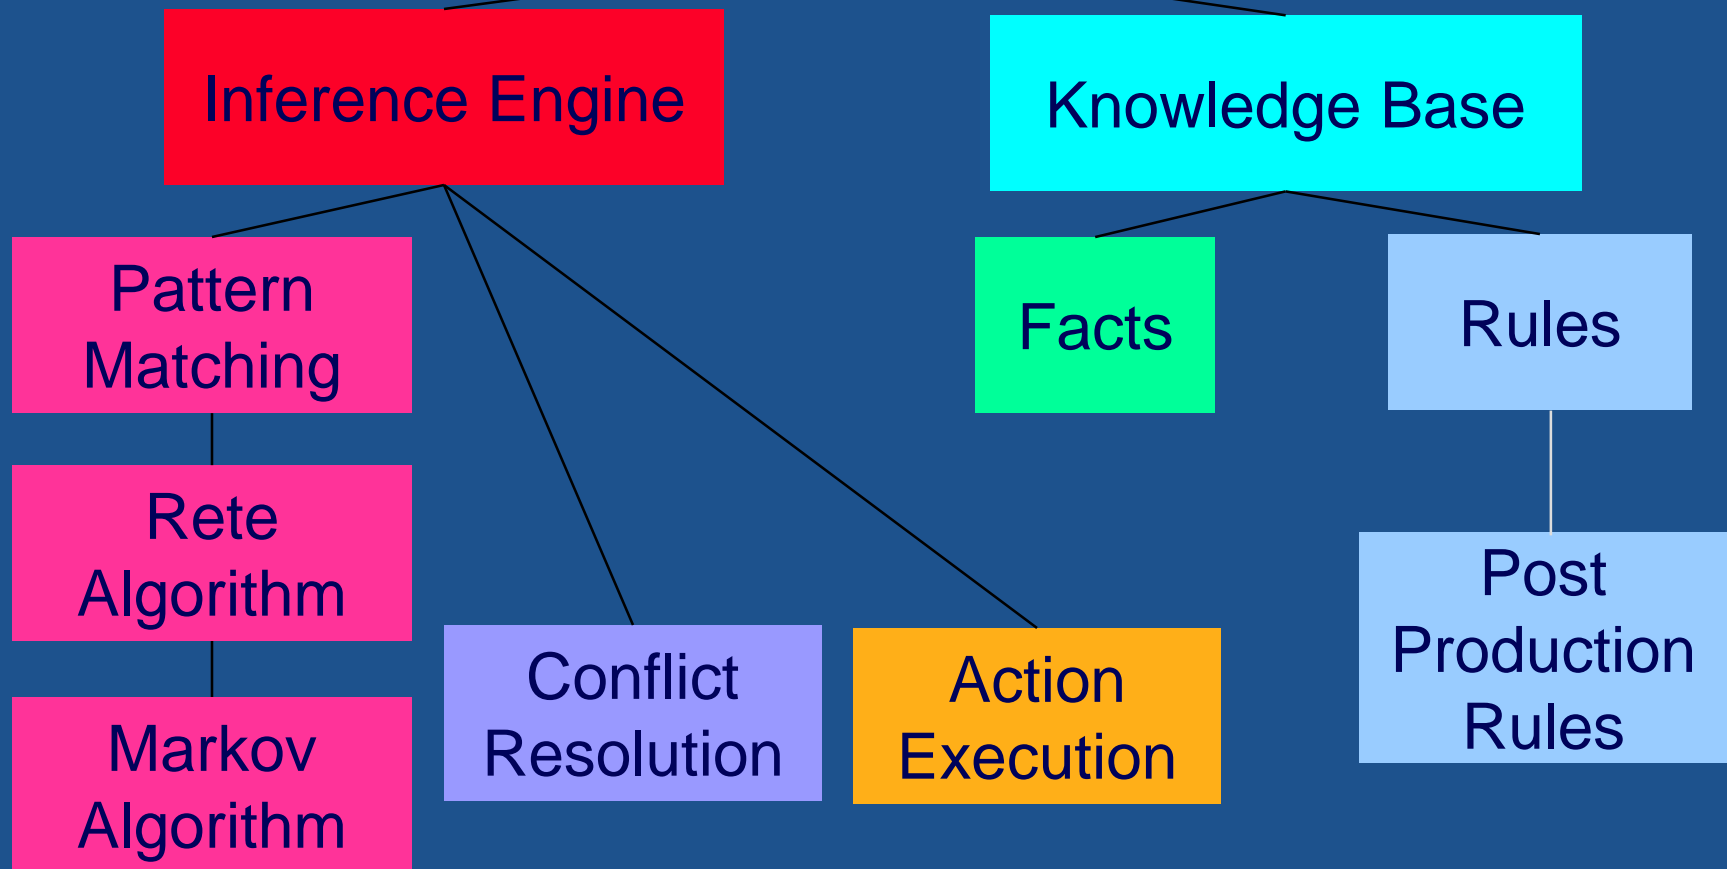 Inference Engine
Knowledge Base
Pattern
Matching
Facts
Rules
Rete
Algorithm
Conflict
Resolution
Action
Execution
Post
Production
Rules
Markov
Algorithm